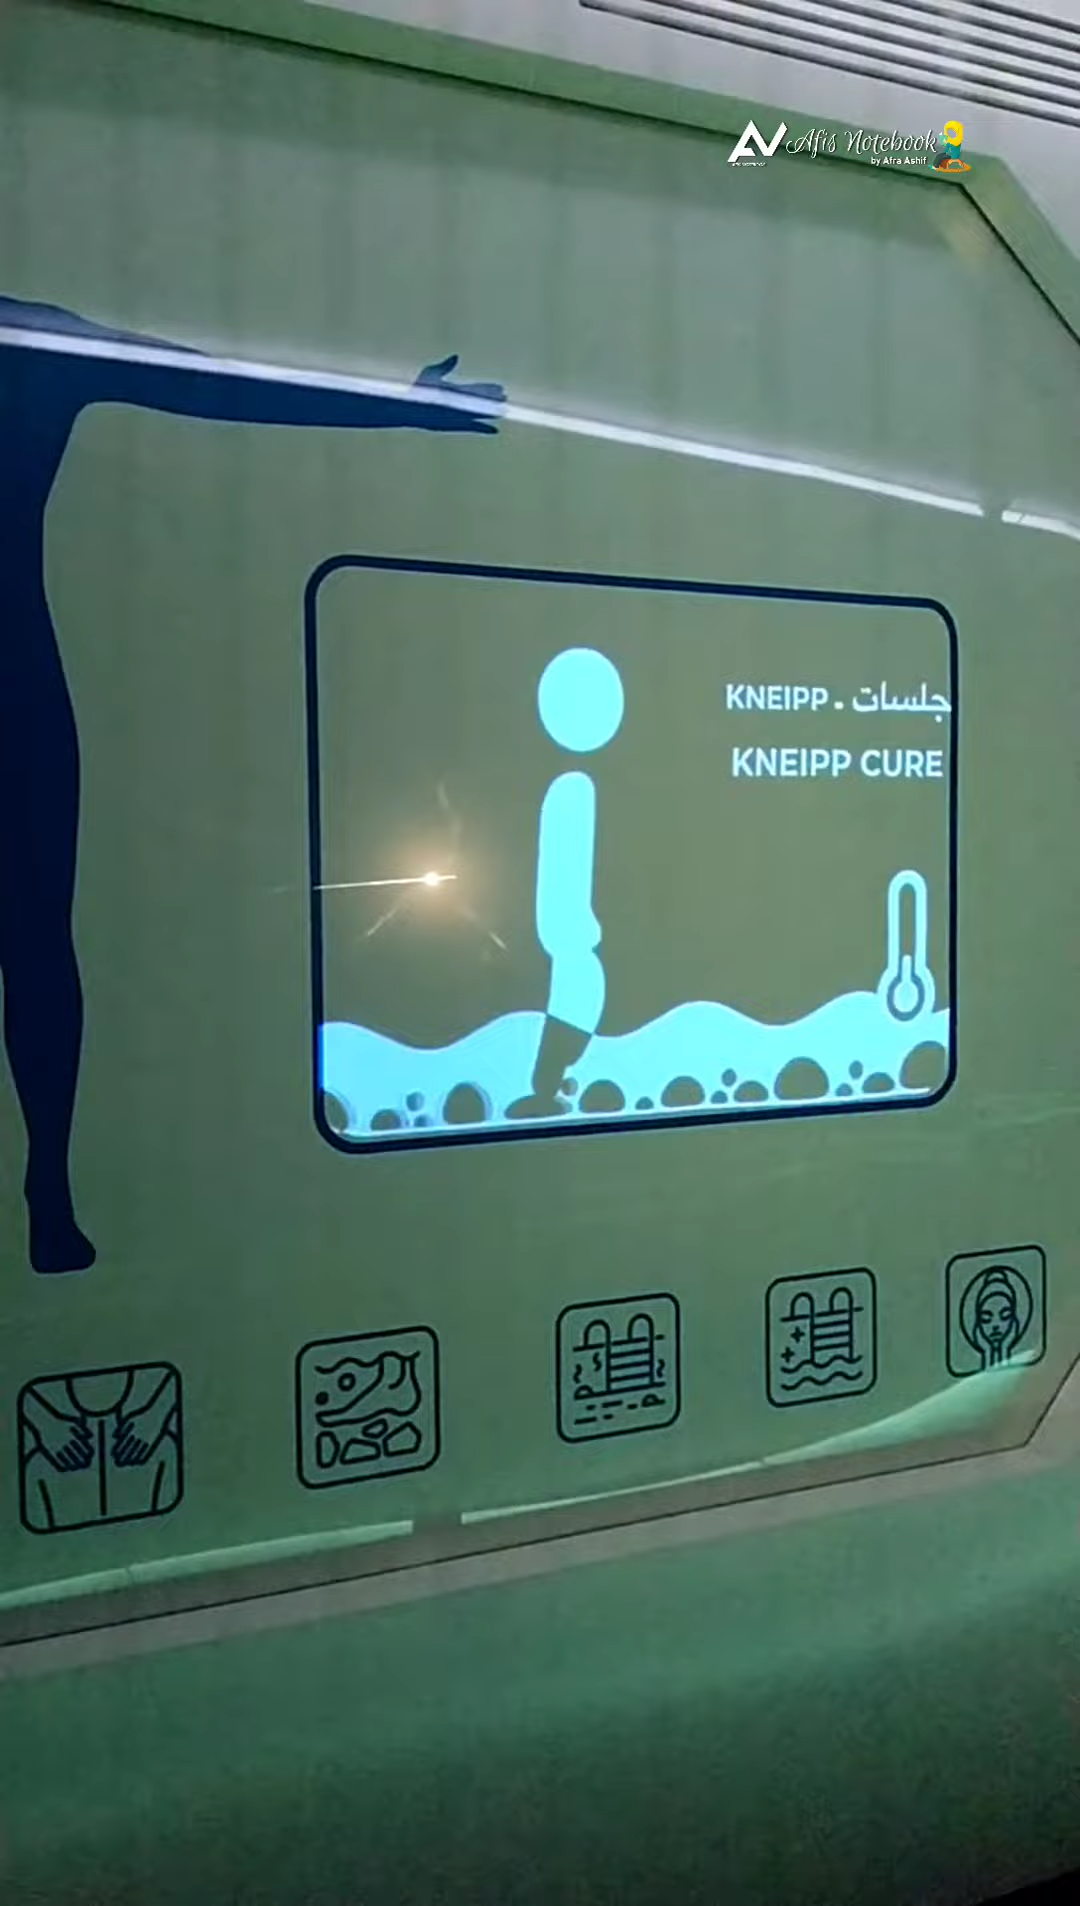 Afis Notebook
by Afra Ashif
جلسات - KNEIPP
KNEIPP CURE